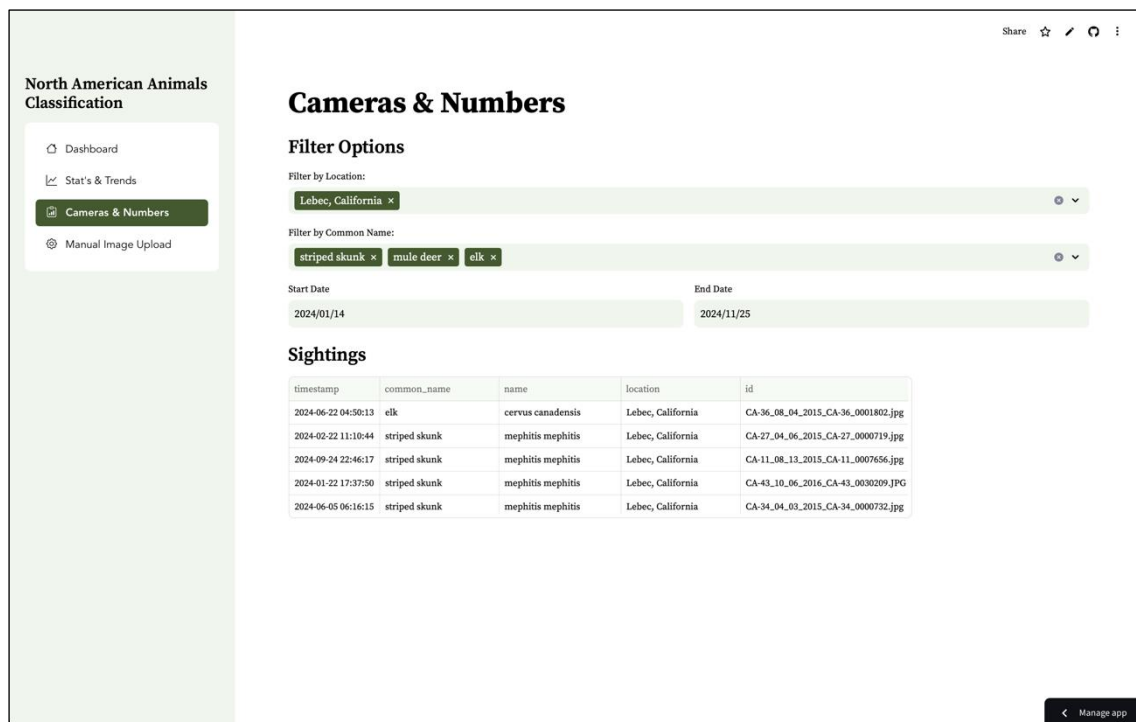 Share
North American Animals
Classification
Dashboard
Stat's & Trends
Cameras & Numbers
Manual Image Upload
Cameras & Numbers
Filter Options
Filter by Location:
Lebec, California ×
Filter by Common Name:
striped skunk × mule deer × elk ×
Start Date End Date
2024/01/14 2024/11/25
Sightings
timestamp common_name name location id
2024-06-22 04:50:13 elk cervus canadensis Lebec, California CA-36_08_04_2015_CA-36_0001802.jpg
2024-02-22 11:10:44 striped skunk mephitis mephitis Lebec, California CA-27_04_06_2015_CA-27_0000719.jpg
2024-09-24 22:46:17 striped skunk mephitis mephitis Lebec, California CA-11_08_13_2015_CA-11_0007656.jpg
2024-01-22 17:37:50 striped skunk mephitis mephitis Lebec, California CA-43_10_06_2016_CA-43_0030209.JPG
2024-06-05 06:16:15 striped skunk mephitis mephitis Lebec, California CA-34_04_03_2015_CA-34_0000732.jpg
Manage app